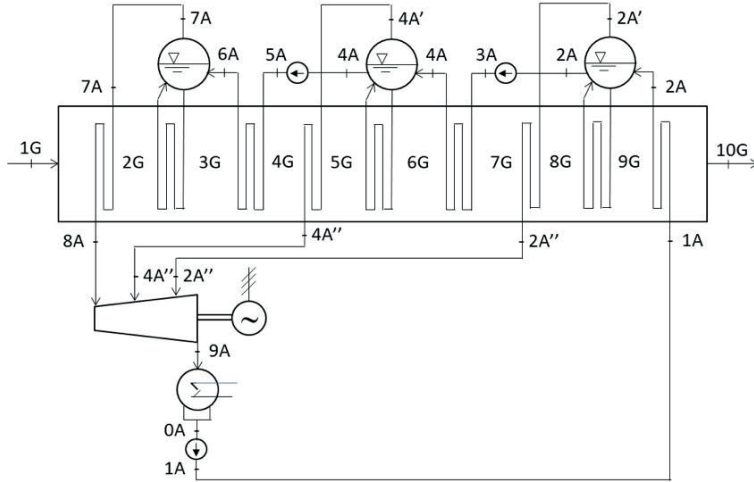 7A 4A' 2A'
6A 5A 4A 4A 3A 2A
7A 2A
1G 2G 3G 4G 5G 6G 7G 8G 9G 10G
8A 4A'' 2A'' 1A
4A'' 2A''
~
9A
0A
1A